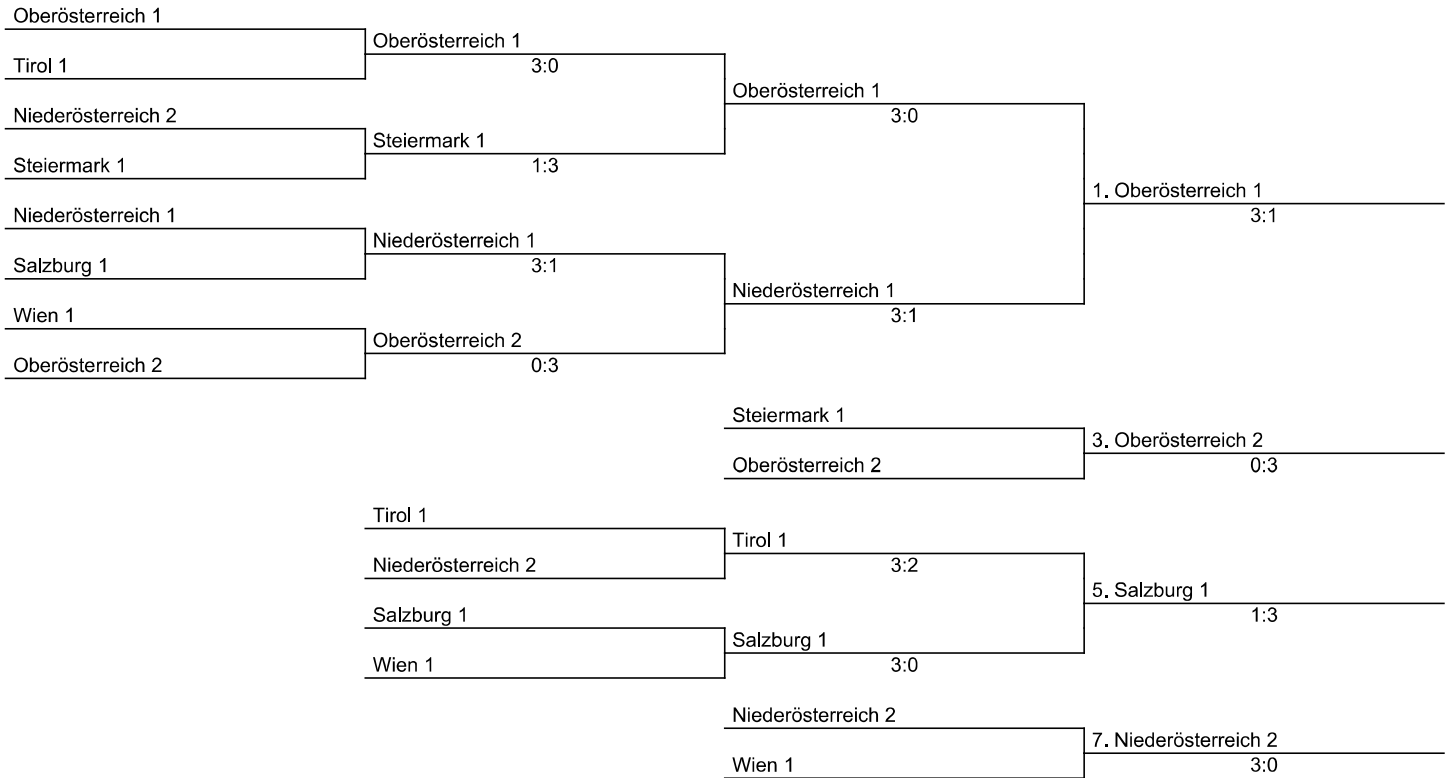 Oberösterreich 1
Oberösterreich 1
Tirol 1
3:0
Oberösterreich 1
Niederösterreich 2
3:0
Steiermark 1
Steiermark 1
1:3
1. Oberösterreich 1
Niederösterreich 1
3:1
Niederösterreich 1
Salzburg 1
3:1
Niederösterreich 1
Wien 1
3:1
Oberösterreich 2
Oberösterreich 2
0:3
Steiermark 1
3. Oberösterreich 2
Oberösterreich 2
0:3
Tirol 1
Tirol 1
Niederösterreich 2
3:2
5. Salzburg 1
Salzburg 1
1:3
Salzburg 1
Wien 1
3:0
Niederösterreich 2
7. Niederösterreich 2
Wien 1
3:0